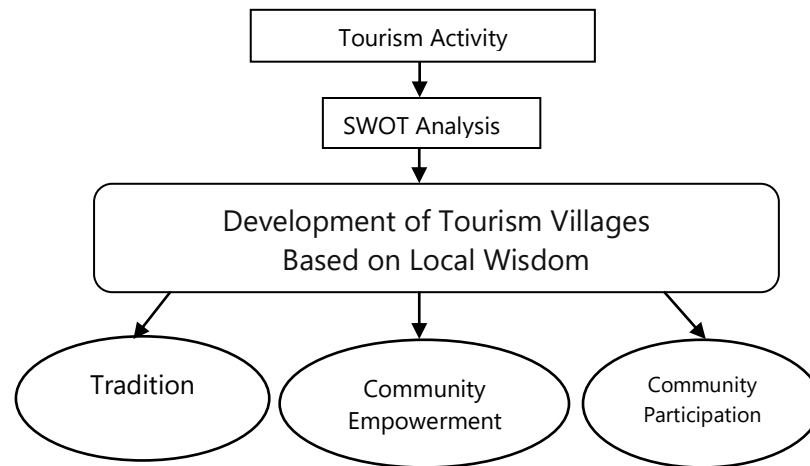 Tourism Activity
SWOT Analysis
Development of Tourism Villages
Based on Local Wisdom
Tradition
Community
Empowerment
Community
Participation